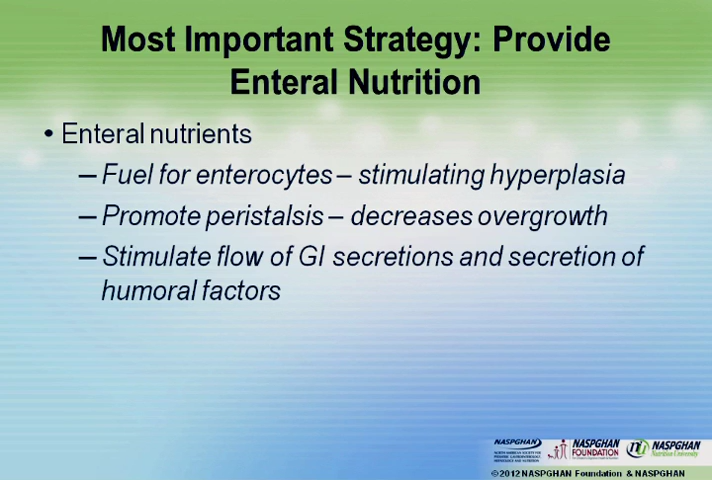 Most Important Strategy: Provide
Enteral Nutrition
• Enteral nutrients
– Fuel for enterocytes – stimulating hyperplasia
– Promote peristalsis – decreases overgrowth
– Stimulate flow of GI secretions and secretion of
humoral factors
NASPGHAN
NASPGHAN
FOUNDATION
NASPGHAN
Nutrition University
©2012 NASPGHAN Foundation & NASPGHAN